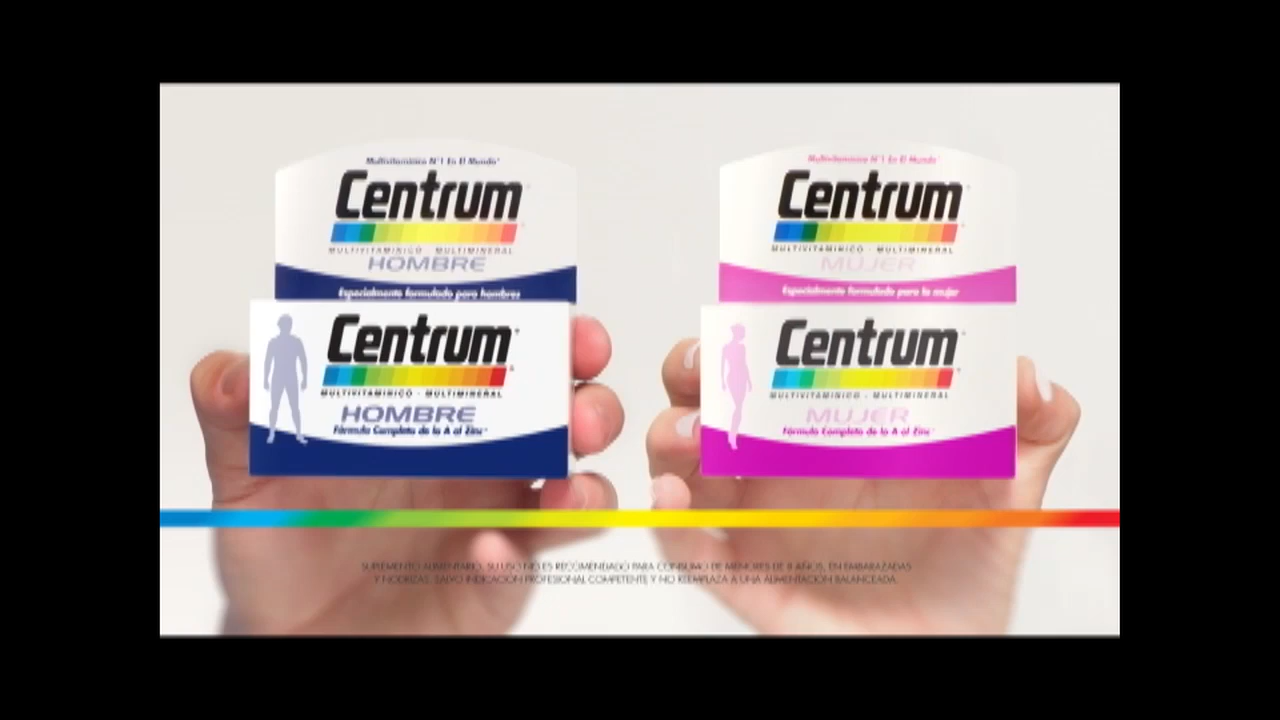 Multivitamínico N°1 En El Mundo*
Centrum
MULTIVITAMINICO - MULTIMINERAL
HOMBRE
Especialmente formulado para hombres
Centrum
MULTIVITAMINICO - MULTIMINERAL
HOMBRE
Fórmula Completa de la A al Zinc
Multivitamínico N°1 En El Mundo*
Centrum
MULTIVITAMINICO - MULTIMINERAL
MUJER
Especialmente formulado para la mujer
Centrum
MULTIVITAMINICO - MULTIMINERAL
MUJER
Fórmula Completa de la A al Zinc
SUPLEMENTO ALIMENTARIO. SU USO NO ES RECOMENDADO PARA CONSUMO DE MENORES DE 8 AÑOS, EN EMBARAZADAS
Y NODRIZAS, SALVO INDICACIÓN PROFESIONAL COMPETENTE Y NO REEMPLAZA A UNA ALIMENTACIÓN BALANCEADA.